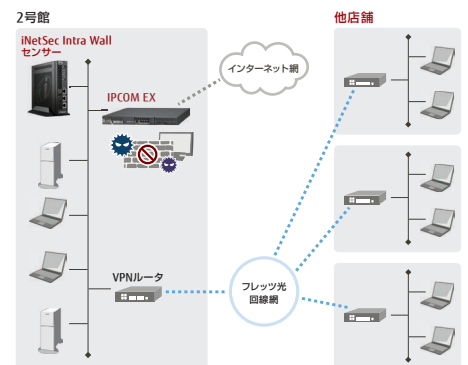 2号館
iNetSec Intra Wall
センサー
IPCOM EX
VPNルータ
インターネット網
フレッツ光
回線網
他店舗